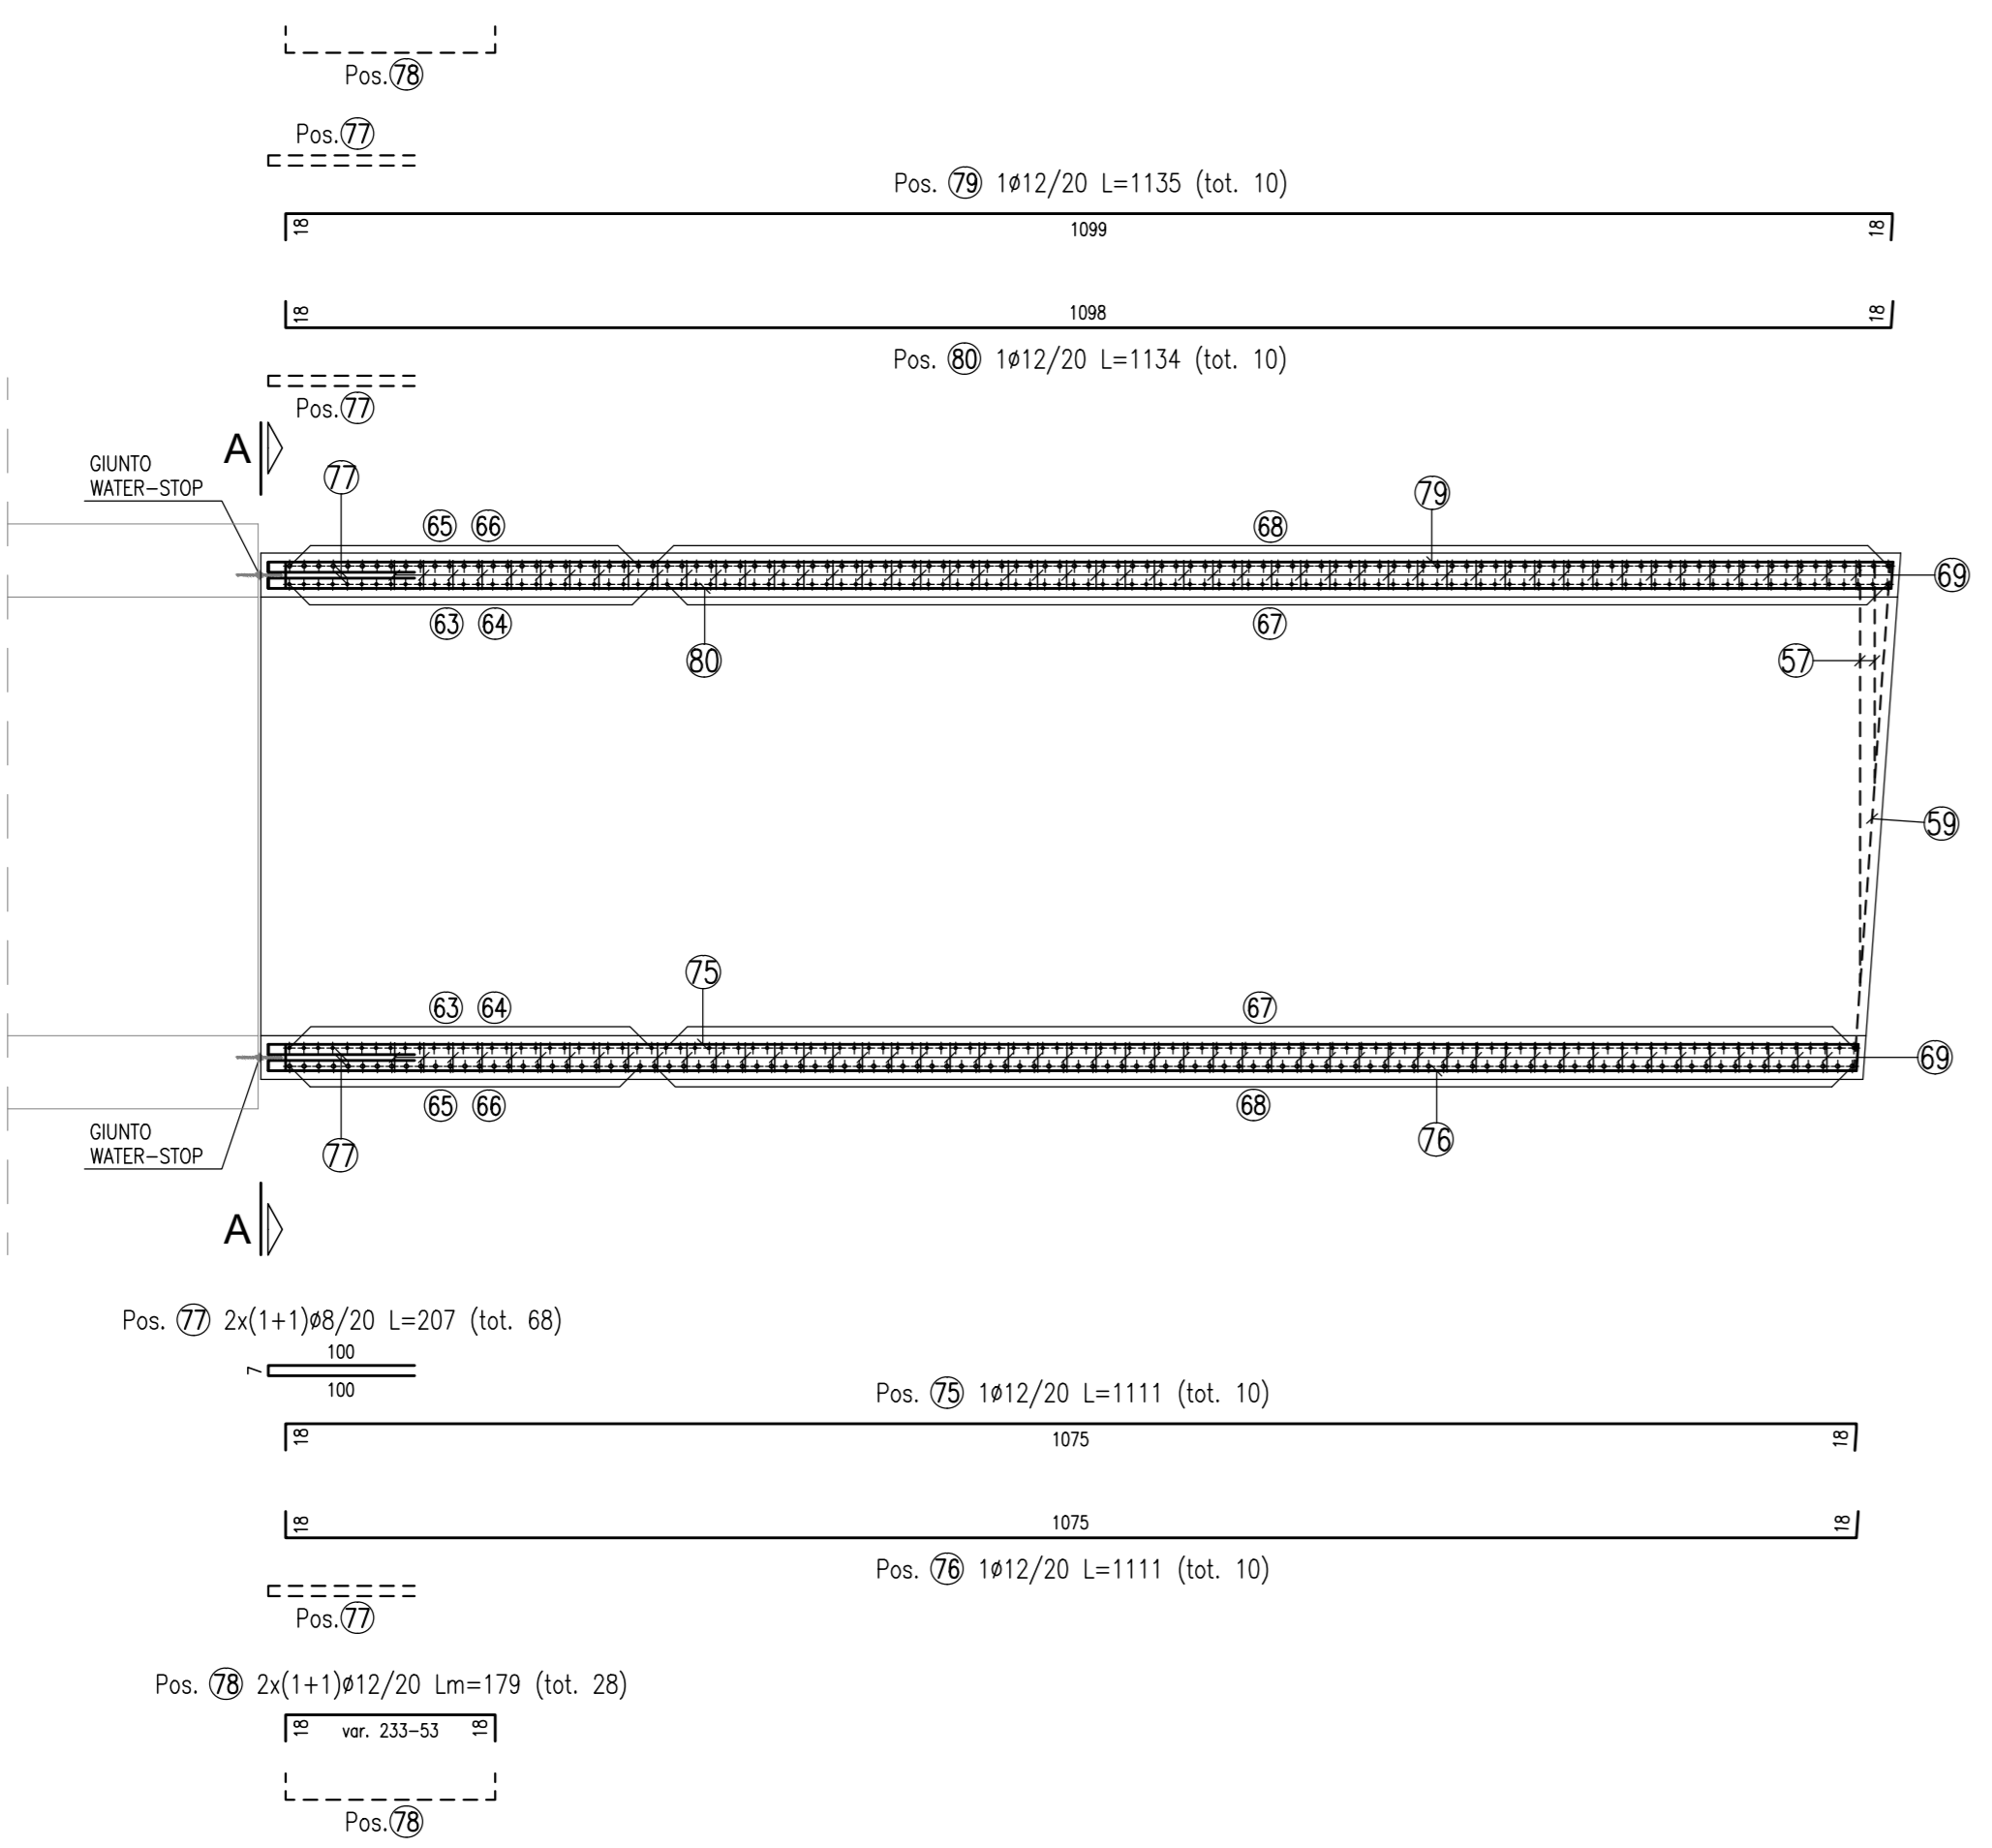 Pos. 78
Pos. 77
Pos. 79 1ø12/20 L=1135 (tot. 10)
18 1099 18
18 1098 18
Pos. 80 1ø12/20 L=1134 (tot. 10)
Pos. 77
A
GIUNTO
WATER-STOP
77
65 66
68
79
69
63 64
80
67
57
59
75
63 64
67
69
65 66
68
76
77
GIUNTO
WATER-STOP
A
Pos. 77 2x(1+1)ø8/20 L=207 (tot. 68)
100
7
100
Pos. 75 1ø12/20 L=1111 (tot. 10)
18 1075 18
18 1075 18
Pos. 76 1ø12/20 L=1111 (tot. 10)
Pos. 77
Pos. 78 2x(1+1)ø12/20 Lm=179 (tot. 28)
18 var. 233-53 18
Pos. 78